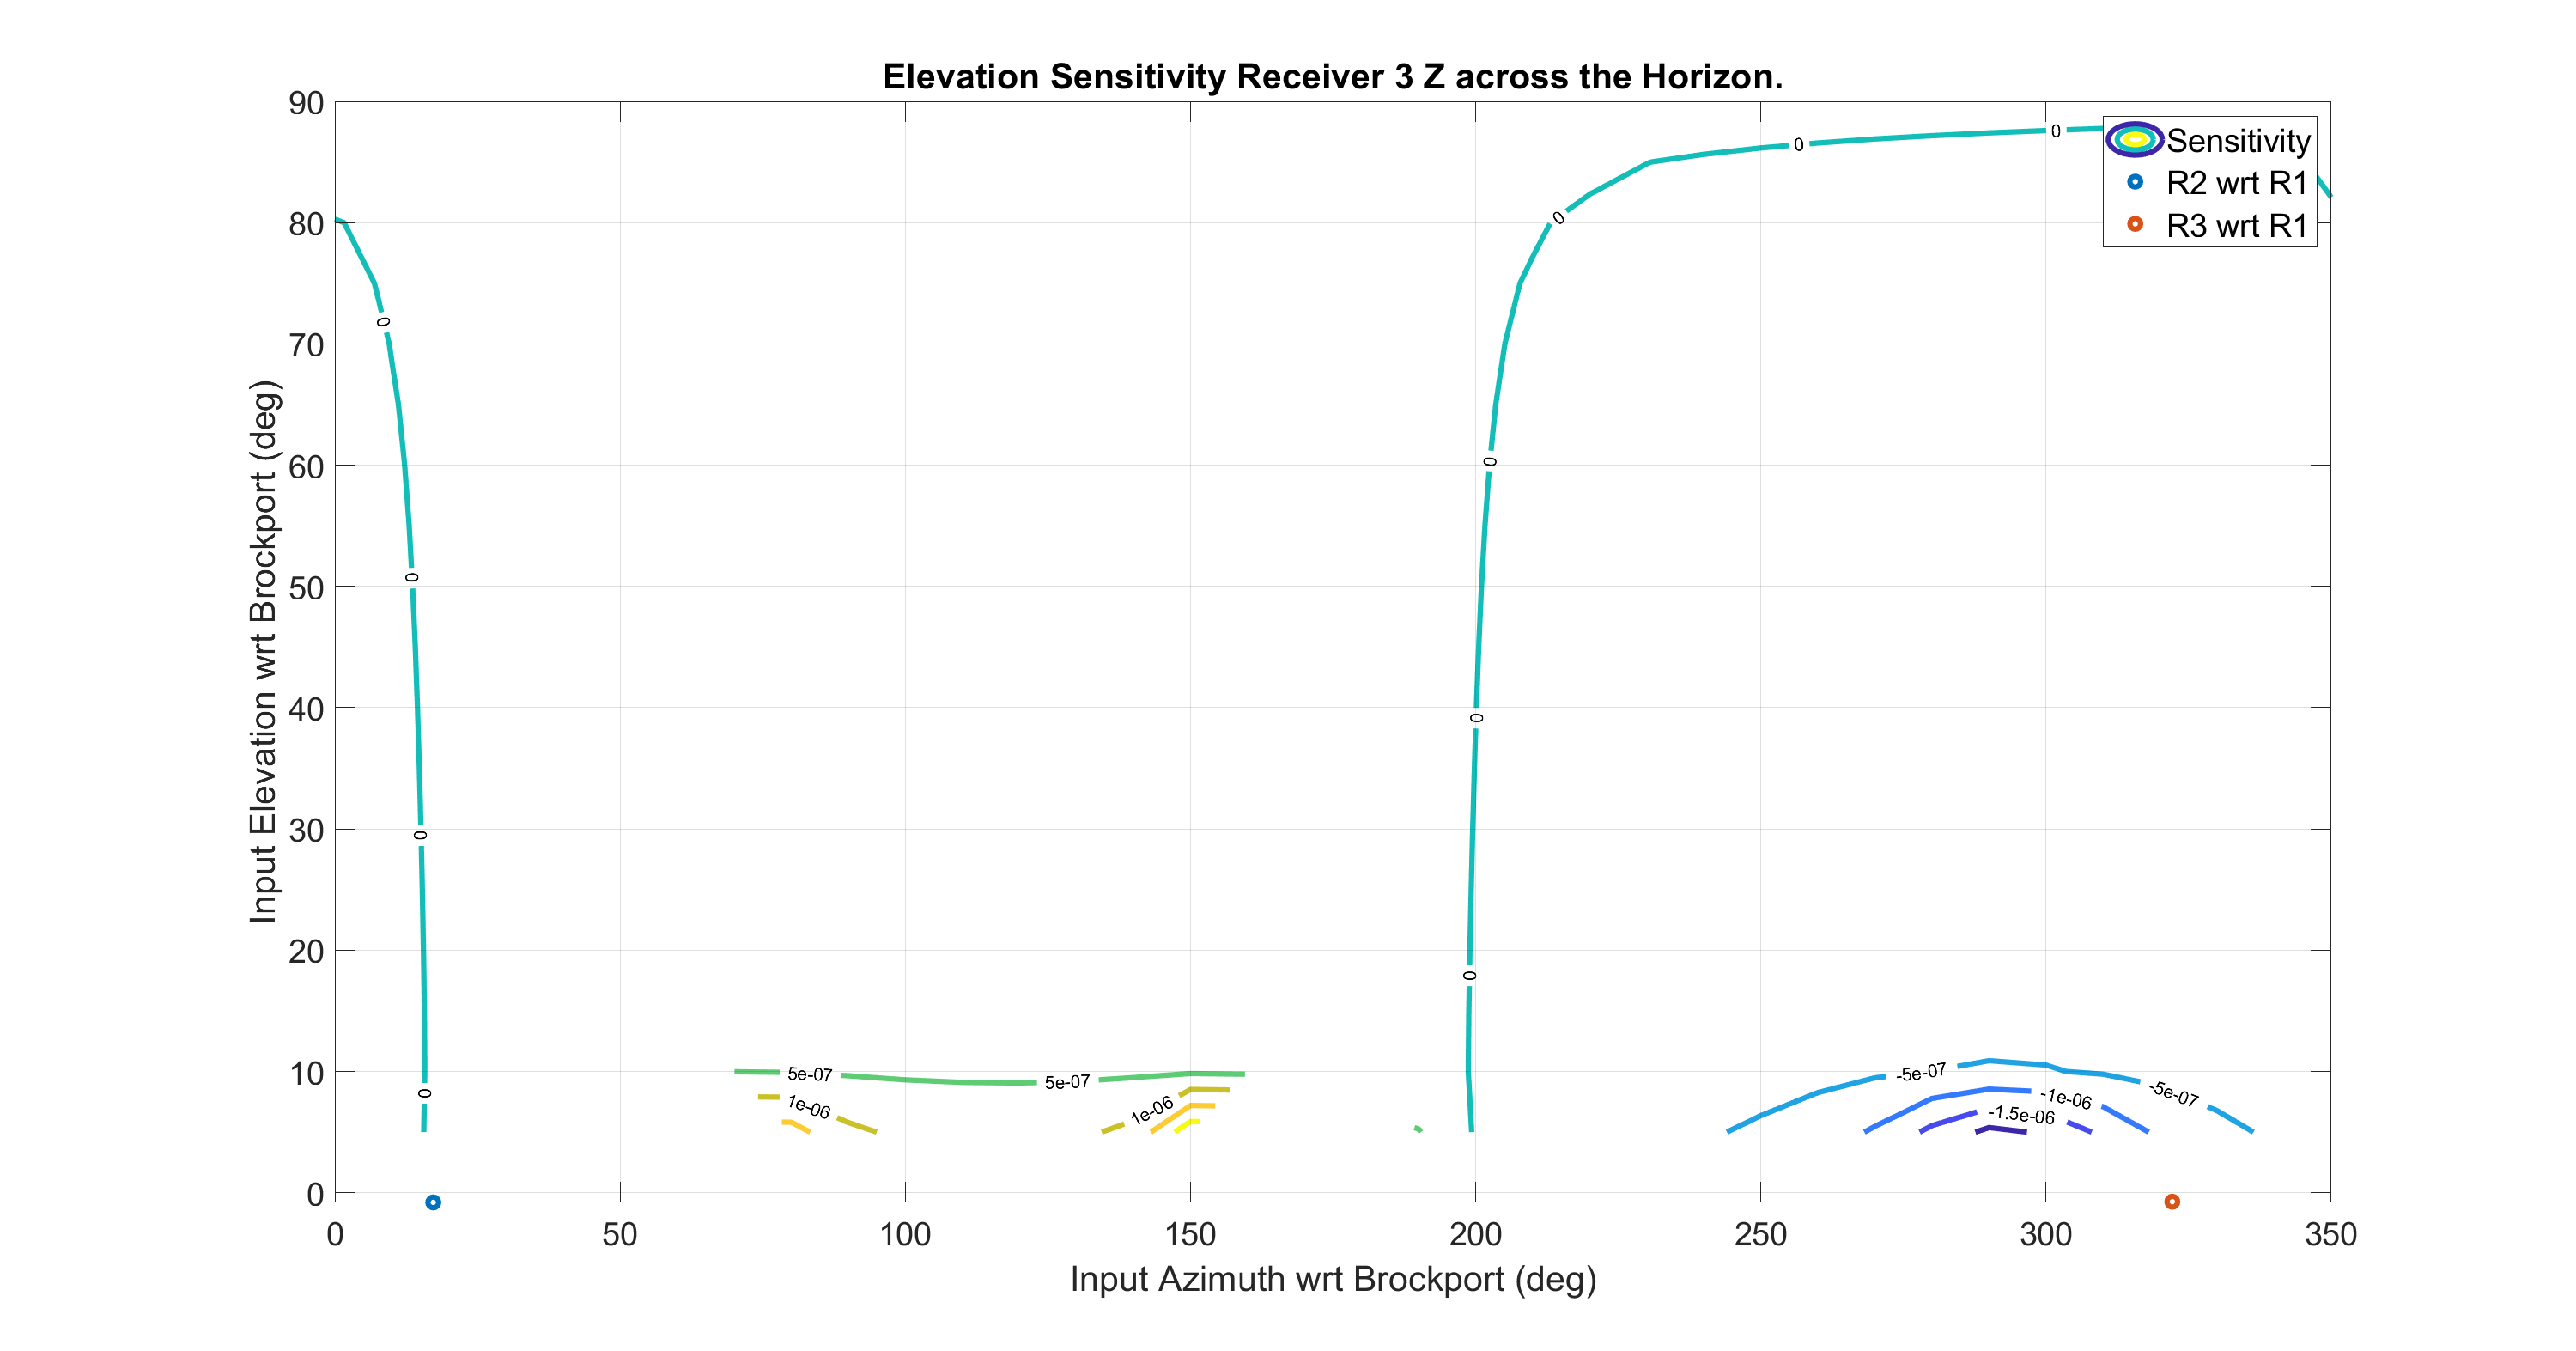 Elevation Sensitivity Receiver 3 Z across the Horizon.
Sensitivity
R2 wrt R1
R3 wrt R1
Input Elevation wrt Brockport (deg)
90
80
70
60
50
40
30
20
10
0
0
0
0
0
0
0
0
0
0
0
0
5e-07
5e-07
1e-06
1e-06
-5e-07
-5e-07
-1e-06
-1.5e-06
0 50 100 150 200 250 300 350
Input Azimuth wrt Brockport (deg)